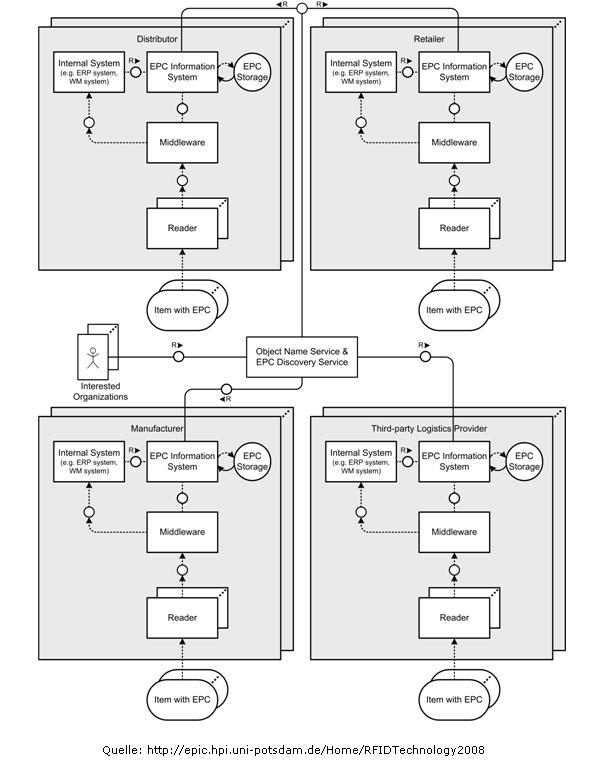 ◀R R▶
Distributor
Internal System
(e.g. ERP system,
WM system)
R▶
EPC Information
System
EPC
Storage
Middleware
Reader
Item with EPC
Retailer
Internal System
(e.g. ERP system,
WM system)
R▶
EPC Information
System
EPC
Storage
Middleware
Reader
Item with EPC
Interested
Organizations
R▶
Object Name Service &
EPC Discovery Service
R▶
◀R
Manufacturer
Internal System
(e.g. ERP system,
WM system)
R▶
EPC Information
System
EPC
Storage
Middleware
Reader
Item with EPC
Third-party Logistics Provider
Internal System
(e.g. ERP system,
WM system)
R▶
EPC Information
System
EPC
Storage
Middleware
Reader
Item with EPC
Quelle: http://epic.hpi.uni-potsdam.de/Home/RFIDTechnology2008